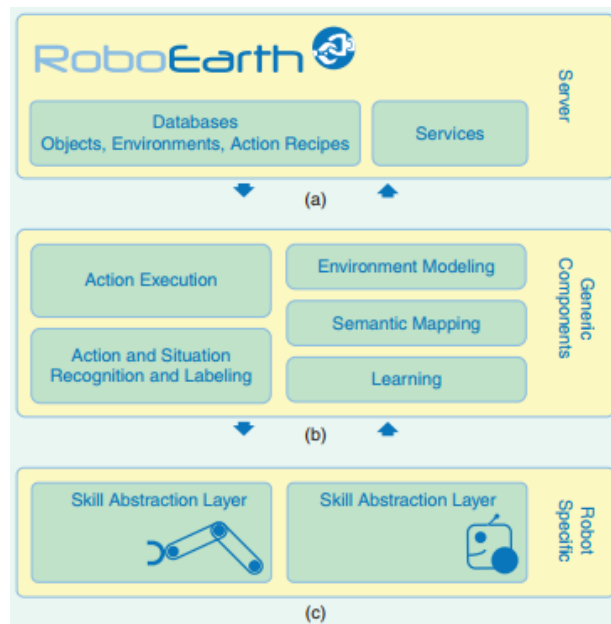 RoboEarth
Databases
Objects, Environments, Action Recipes
Services
Server
(a)
Action Execution
Action and Situation
Recognition and Labeling
Environment Modeling
Semantic Mapping
Learning
Generic
Components
(b)
Skill Abstraction Layer
Skill Abstraction Layer
Robot
Specific
(c)